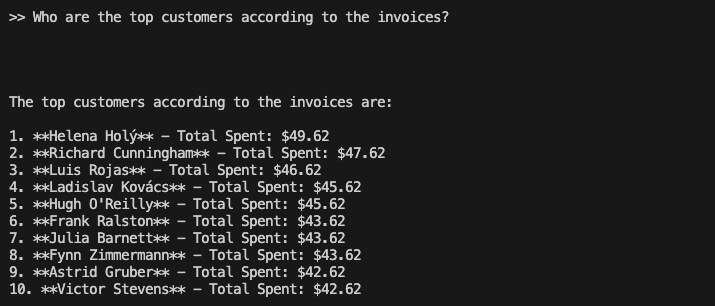 >> Who are the top customers according to the invoices?
The top customers according to the invoices are:
1. **Helena Holý** – Total Spent: $49.62
2. **Richard Cunningham** – Total Spent: $47.62
3. **Luis Rojas** – Total Spent: $46.62
4. **Ladislav Kovács** – Total Spent: $45.62
5. **Hugh O'Reilly** – Total Spent: $45.62
6. **Frank Ralston** – Total Spent: $43.62
7. **Julia Barnett** – Total Spent: $43.62
8. **Fynn Zimmermann** – Total Spent: $43.62
9. **Astrid Gruber** – Total Spent: $42.62
10. **Victor Stevens** – Total Spent: $42.62